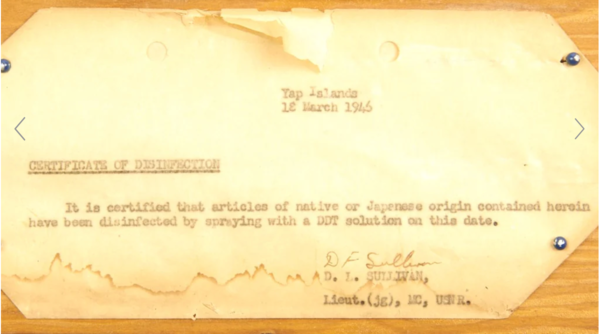 Yap Islands
18 March 1946
CERTIFICATE OF DISINFECTION
It is certified that articles of native or Japanese origin contained herein
have been disinfected by spraying with a DDT solution on this date.
D F Sullivan
D. L. SULLIVAN,
Lieut.(jg), MC, USNR.